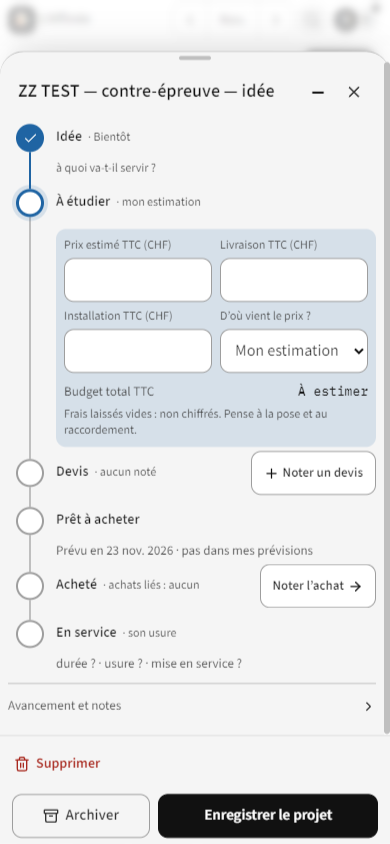 ZZ TEST — contre-épreuve — idée
Idée · Bientôt
à quoi va-t-il servir ?
À étudier · mon estimation
Prix estimé TTC (CHF) Livraison TTC (CHF)
Installation TTC (CHF) D'où vient le prix ?
Mon estimation
Budget total TTC À estimer
Frais laissés vides : non chiffrés. Pense à la pose et au
raccordement.
Devis · aucun noté + Noter un devis
Prêt à acheter
Prévu en 23 nov. 2026 · pas dans mes prévisions
Acheté · achats liés : aucun Noter l'achat →
En service · son usure
durée ? · usure ? · mise en service ?
Avancement et notes
Supprimer
Archiver Enregistrer le projet